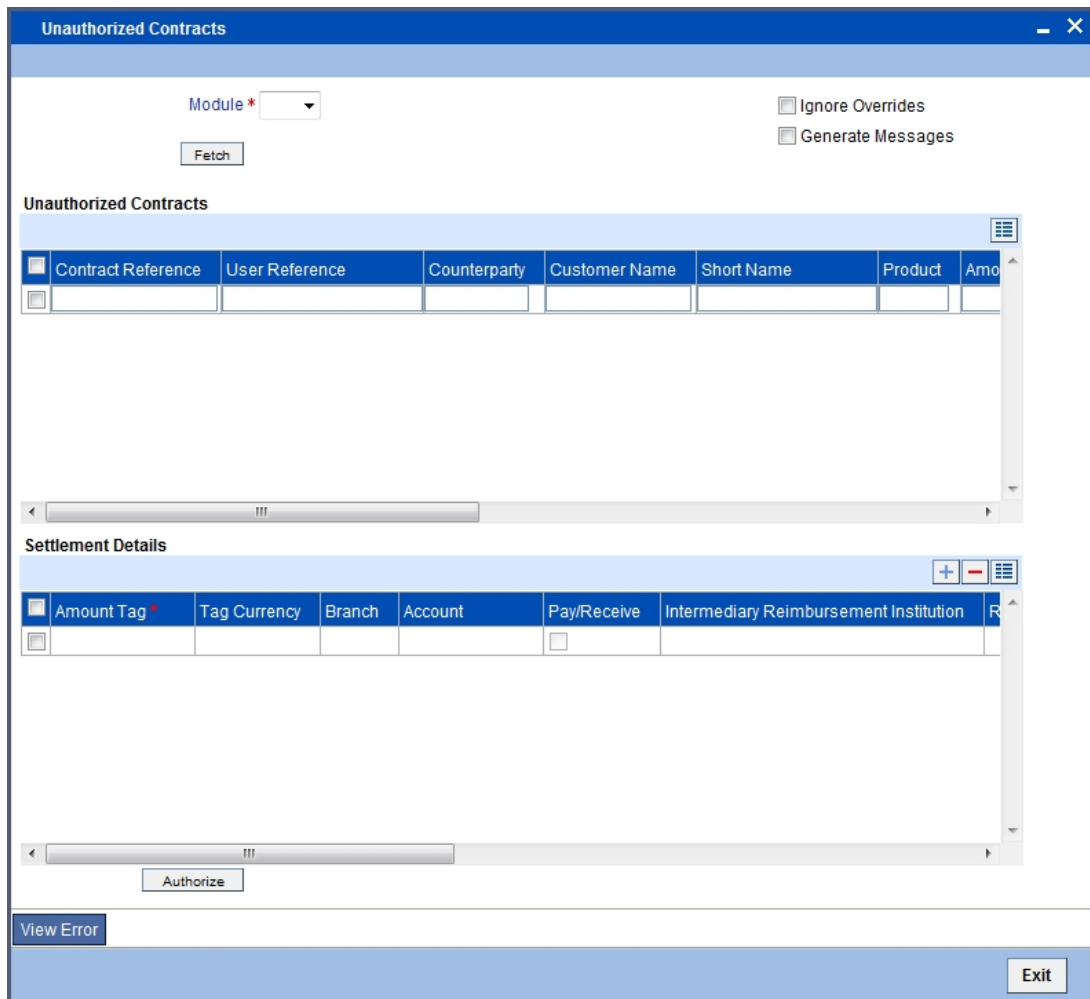 Unauthorized Contracts
Module *
Ignore Overrides
Generate Messages
Fetch
Unauthorized Contracts
Contract Reference User Reference Counterparty Customer Name Short Name Product Amo
Settlement Details
Amount Tag * Tag Currency Branch Account Pay/Receive Intermediary Reimbursement Institution R
Authorize
View Error
Exit